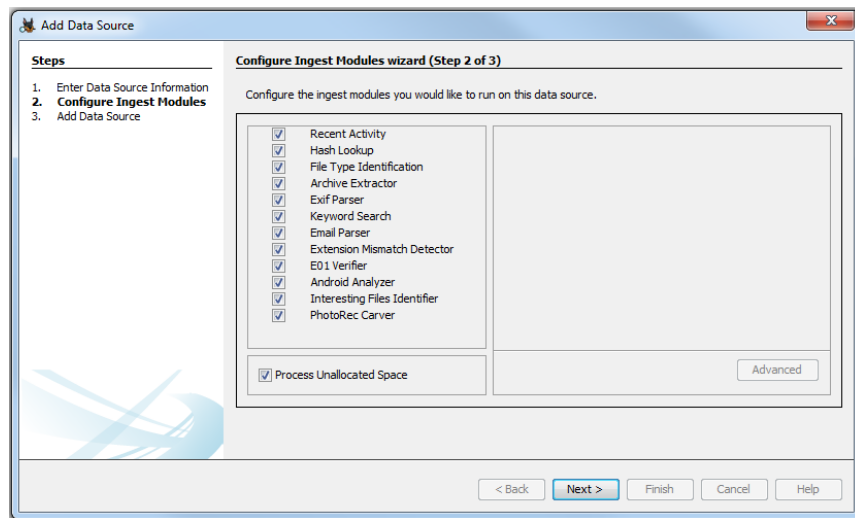 Add Data Source
Steps
1. Enter Data Source Information
2. Configure Ingest Modules
3. Add Data Source
Configure Ingest Modules wizard (Step 2 of 3)
Configure the ingest modules you would like to run on this data source.
Recent Activity
Hash Lookup
File Type Identification
Archive Extractor
Exif Parser
Keyword Search
Email Parser
Extension Mismatch Detector
E01 Verifier
Android Analyzer
Interesting Files Identifier
PhotoRec Carver
Process Unallocated Space
Advanced
< Back Next > Finish Cancel Help